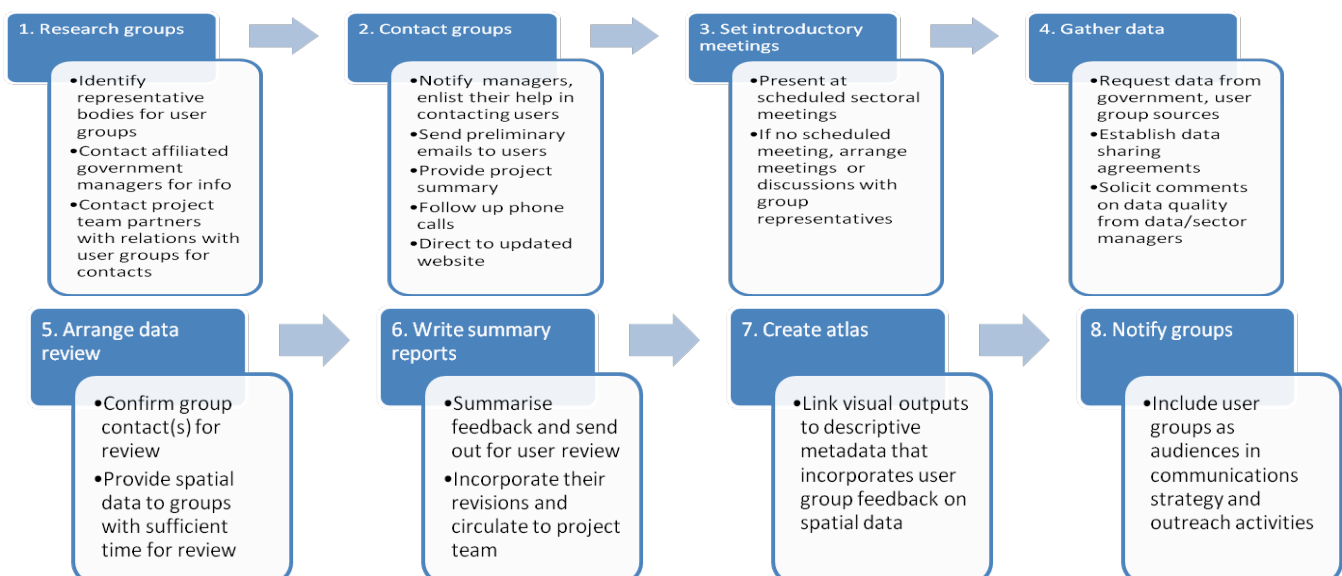 1. Research groups
•Identify
representative
bodies for user
groups
•Contact affiliated
government
managers for info
•Contact project
team partners
with relations with
user groups for
contacts
2. Contact groups
•Notify managers,
enlist their help in
contacting users
•Send preliminary
emails to users
•Provide project
summary
•Follow up phone
calls
•Direct to updated
website
3. Set introductory
meetings
•Present at
scheduled sectoral
meetings
•If no scheduled
meeting, arrange
meetings or
discussions with
group
representatives
4. Gather data
•Request data from
government, user
group sources
•Establish data
sharing
agreements
•Solicit comments
on data quality
from data/sector
managers
5. Arrange data
review
•Confirm group
contact(s) for
review
•Provide spatial
data to groups
with sufficient
time for review
6. Write summary
reports
•Summarise
feedback and send
out for user review
•Incorporate their
revisions and
circulate to project
team
7. Create atlas
•Link visual outputs
to descriptive
metadata that
incorporates user
group feedback on
spatial data
8. Notify groups
•Include user
groups as
audiences in
communications
strategy and
outreach activities